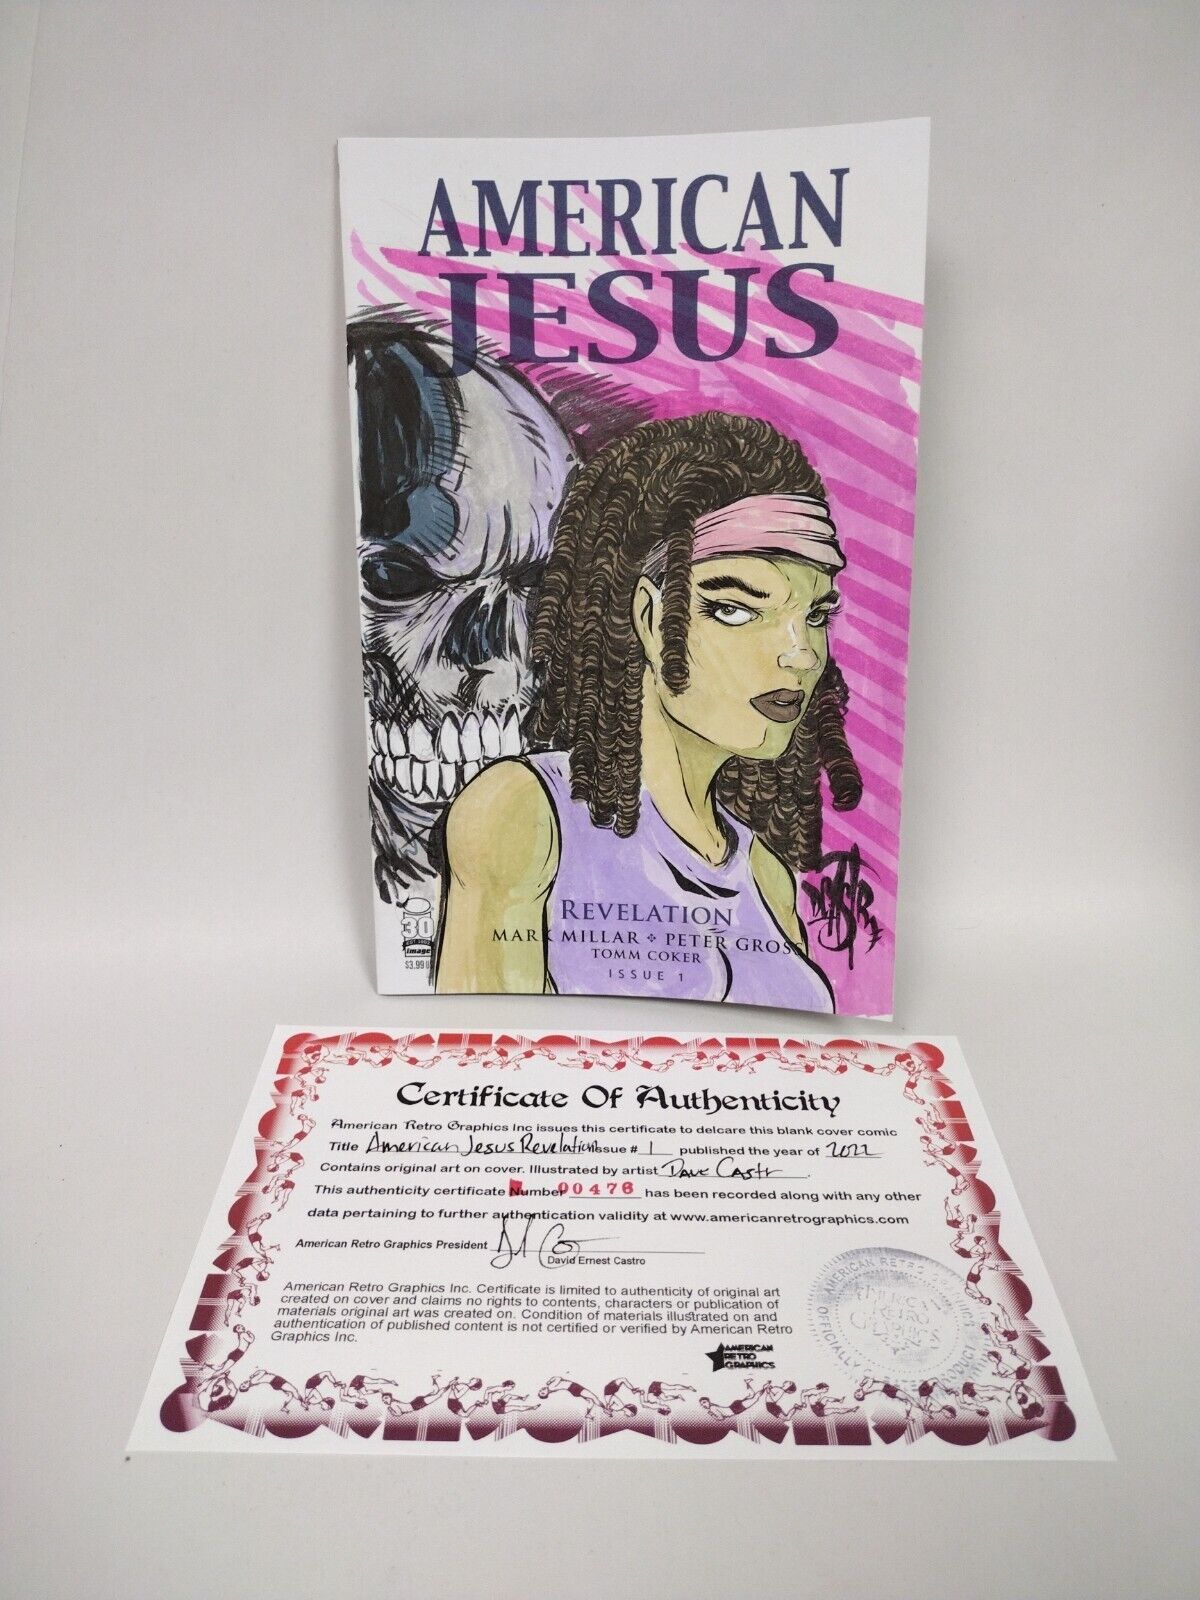 AMERICAN
JESUS
REVELATION
MARK MILLAR PETER GROSS
TOMM COKER
ISSUE 1
30
image
$3.99 US
Certificate Of Authenticity
American Retro Graphics Inc issues this certificate to delcare this blank cover comic
Title American Jesus Revelation Issue # 1 published the year of 2022
Contains original art on cover. Illustrated by artist Dave Castro
This authenticity certificate Number 00476 has been recorded along with any other
data pertaining to further authentication validity at www.americanretrographics.com
American Retro Graphics President
David Ernest Castro
American Retro Graphics Inc. Certificate is limited to authenticity of original art
created on cover and claims no rights to contents, characters or publication of
materials original art was created on. Condition of materials illustrated on and
authentication of published content is not certified or verified by American Retro
Graphics Inc.
AMERICAN
RETRO
GRAPHICS
AMERICAN RETRO
OFFICIALLY
PRODUCT